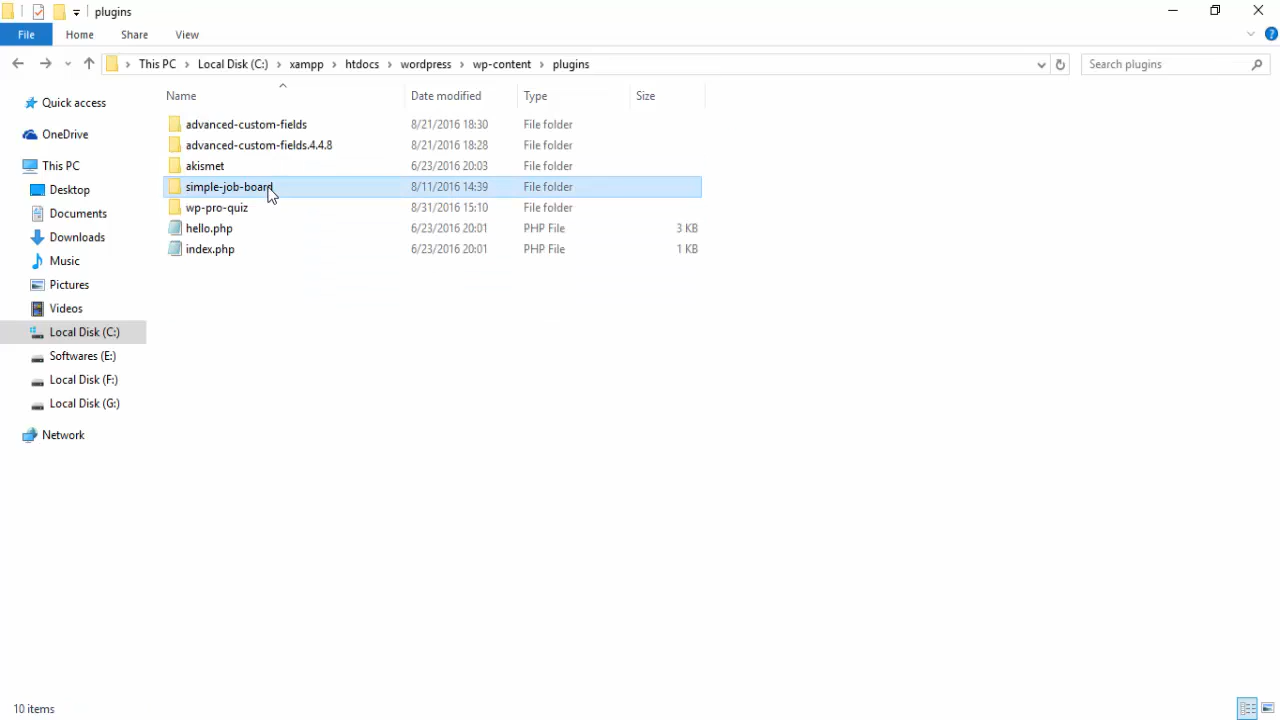 plugins
File Home Share View
This PC Local Disk (C:) xampp htdocs wordpress wp-content plugins Search plugins
Name Date modified Type Size
Quick access
OneDrive
This PC
Desktop
Documents
Downloads
Music
Pictures
Videos
Local Disk (C:)
Softwares (E:)
Local Disk (F:)
Local Disk (G:)
Network
advanced-custom-fields 8/21/2016 18:30 File folder
advanced-custom-fields.4.4.8 8/21/2016 18:28 File folder
akismet 6/23/2016 20:03 File folder
simple-job-board 8/11/2016 14:39 File folder
wp-pro-quiz 8/31/2016 15:10 File folder
hello.php 6/23/2016 20:01 PHP File 3 KB
index.php 6/23/2016 20:01 PHP File 1 KB
10 items